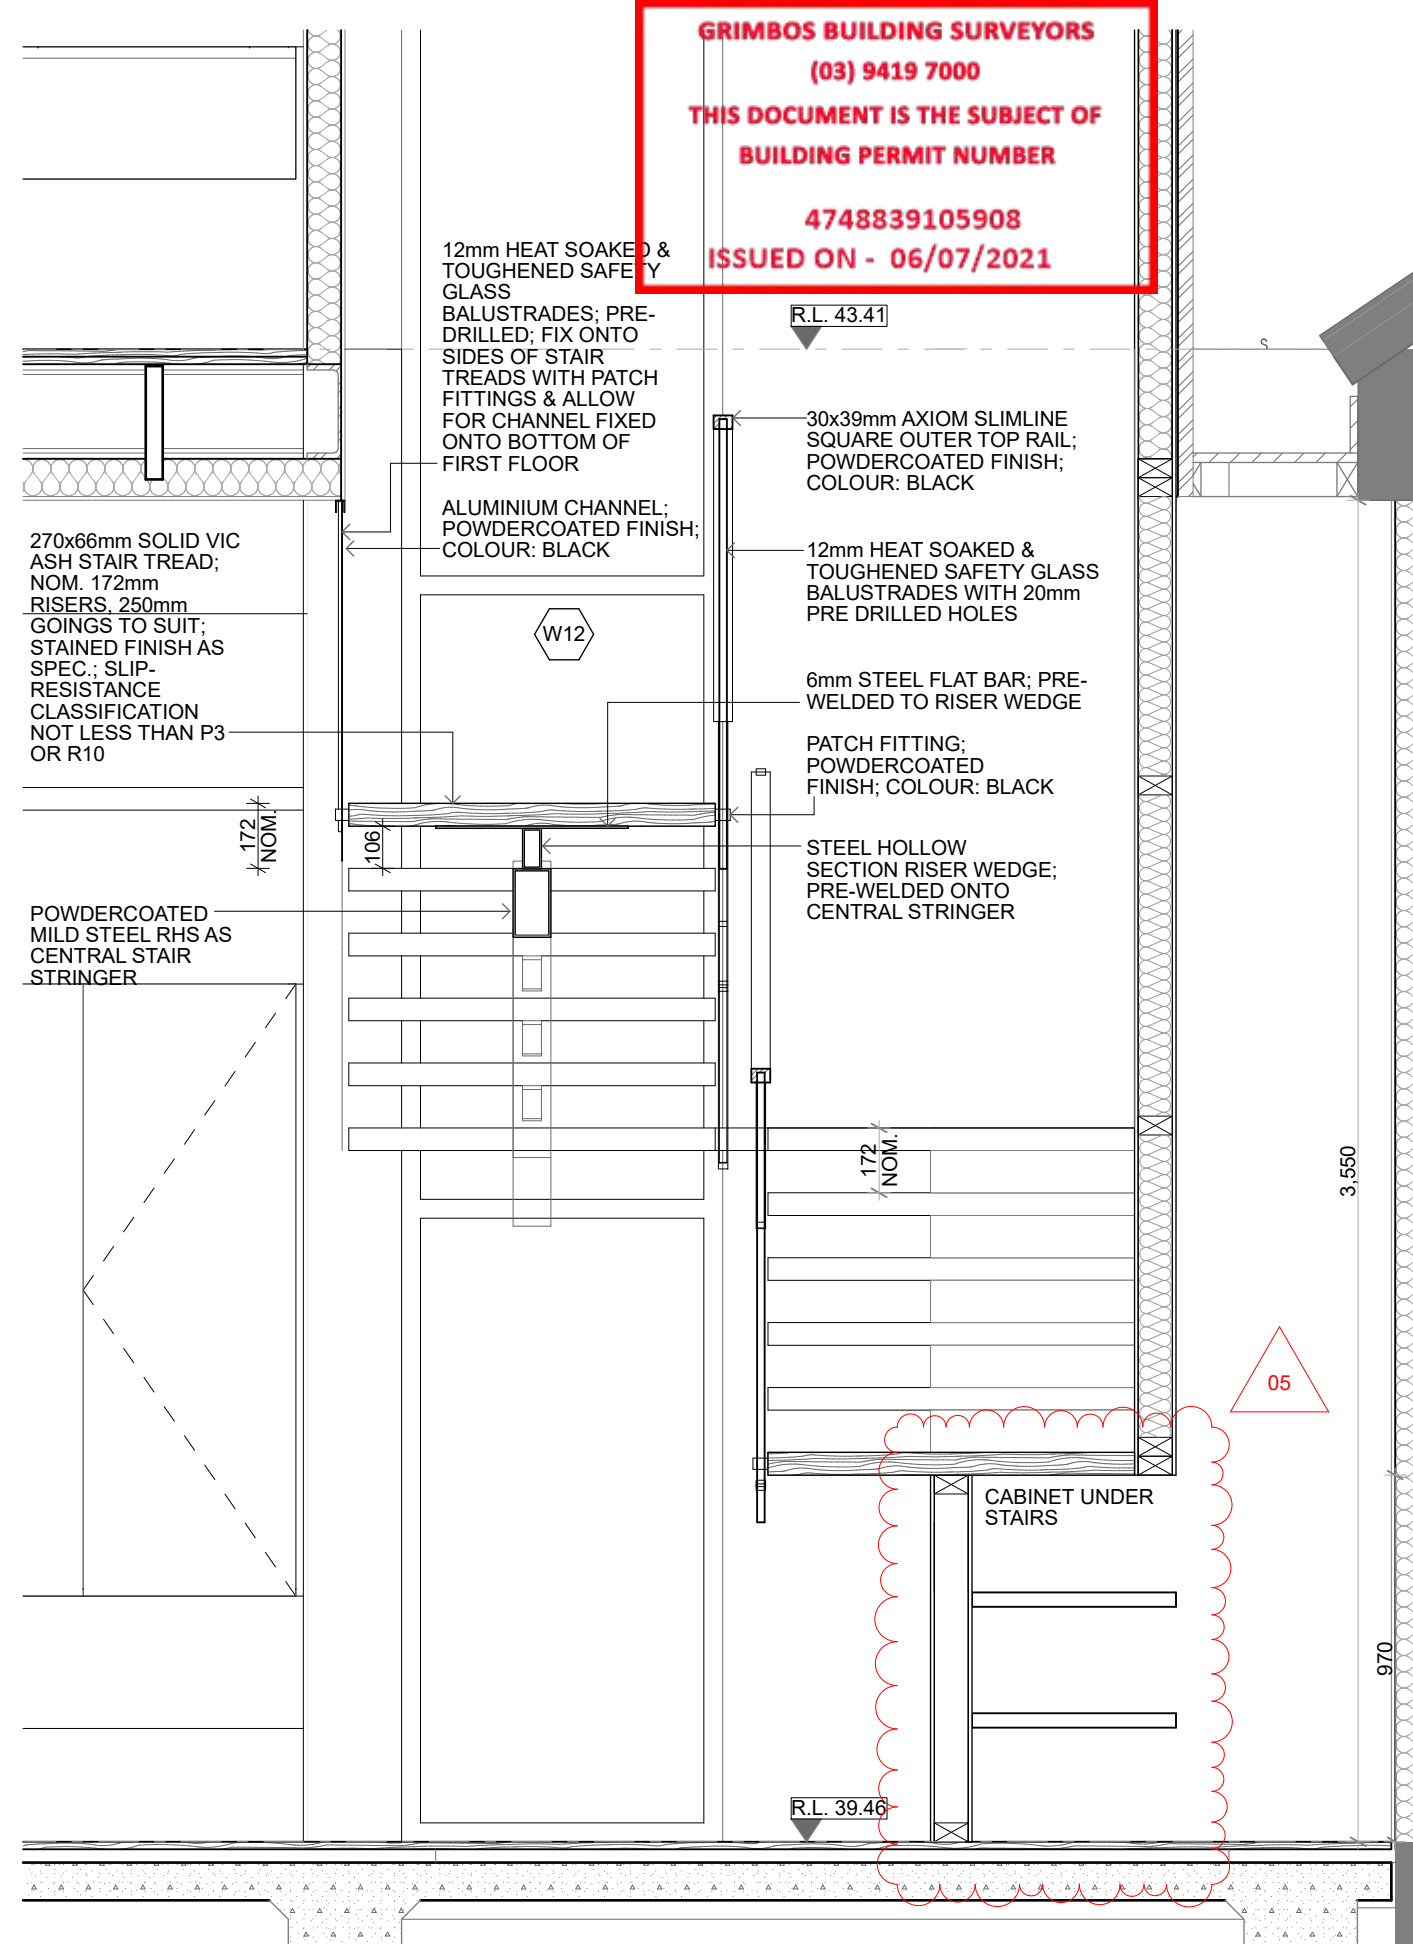 GRIMBOS BUILDING SURVEYORS
(03) 9419 7000
THIS DOCUMENT IS THE SUBJECT OF
BUILDING PERMIT NUMBER
4748839105908
ISSUED ON - 06/07/2021
12mm HEAT SOAKED &
TOUGHENED SAFETY
GLASS
BALUSTRADES; PRE-
DRILLED; FIX ONTO
SIDES OF STAIR
TREADS WITH PATCH
FITTINGS & ALLOW
FOR CHANNEL FIXED
ONTO BOTTOM OF
FIRST FLOOR
ALUMINIUM CHANNEL;
POWDERCOATED FINISH;
COLOUR: BLACK
R.L. 43.41
S
30x39mm AXIOM SLIMLINE
SQUARE OUTER TOP RAIL;
POWDERCOATED FINISH;
COLOUR: BLACK
270x66mm SOLID VIC
ASH STAIR TREAD;
NOM. 172mm
RISERS, 250mm
GOINGS TO SUIT;
STAINED FINISH AS
SPEC.; SLIP-
RESISTANCE
CLASSIFICATION
NOT LESS THAN P3
OR R10
12mm HEAT SOAKED &
TOUGHENED SAFETY GLASS
BALUSTRADES WITH 20mm
PRE DRILLED HOLES
W12
6mm STEEL FLAT BAR; PRE-
WELDED TO RISER WEDGE
PATCH FITTING;
POWDERCOATED
FINISH; COLOUR: BLACK
172
NOM.
106
STEEL HOLLOW
SECTION RISER WEDGE;
PRE-WELDED ONTO
CENTRAL STRINGER
POWDERCOATED
MILD STEEL RHS AS
CENTRAL STAIR
STRINGER
172
NOM.
3,550
05
CABINET UNDER
STAIRS
970
R.L. 39.46